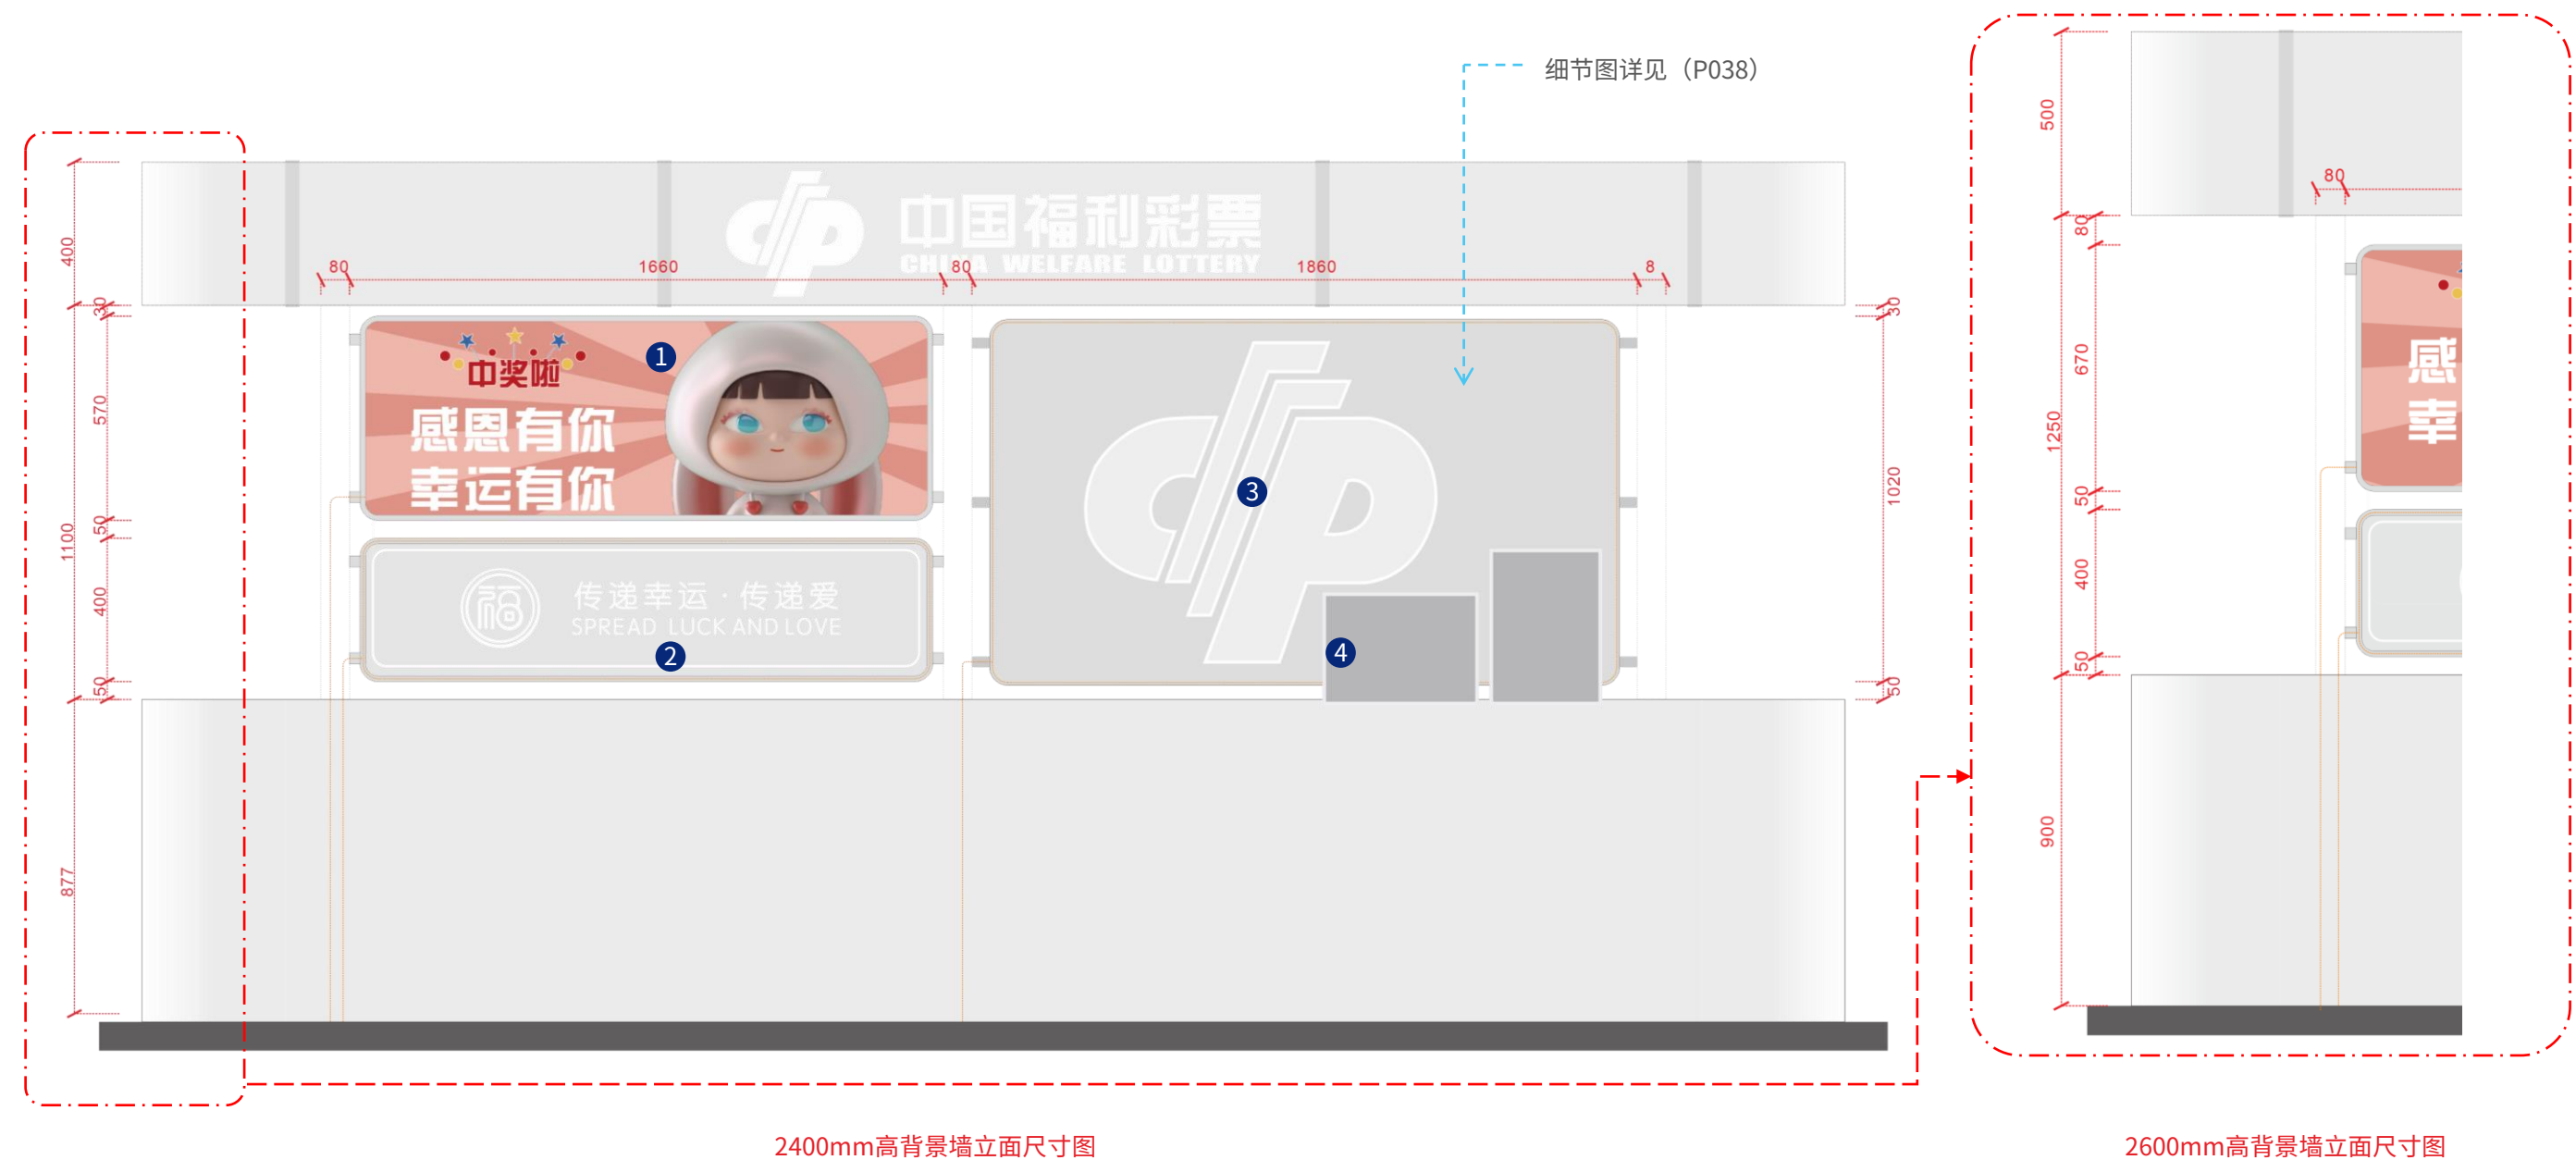 细节图详见（P038）
500
80
80
670
1250
50
400
50
900
400
中国福利彩票
CHINA WELFARE LOTTERY
80
1660
80
1860
8
30
30
中奖啦
感恩有你
幸运有你
1
570
50
1100
400
50
877
传递幸运·传递爱
SPREAD LUCK AND LOVE
福
2
3
4
1020
50
感
幸
2400mm高背景墙立面尺寸图
2600mm高背景墙立面尺寸图